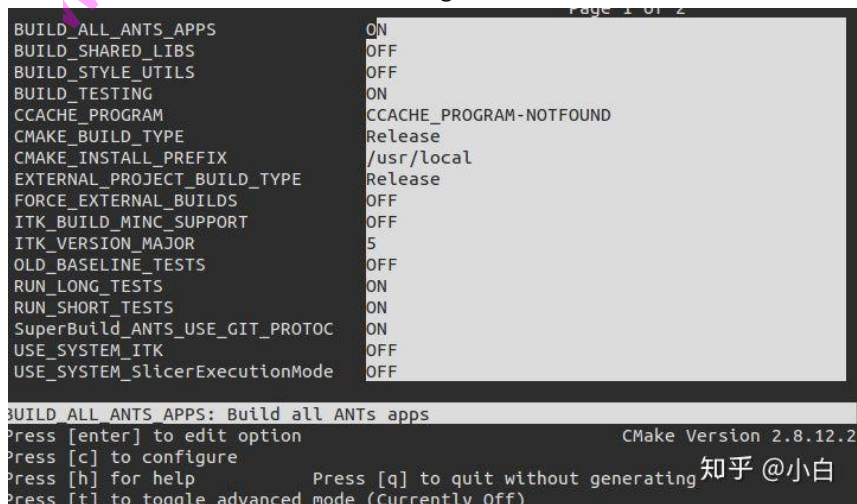 Page 1 of 2
BUILD_ALL_ANTS_APPS ON
BUILD_SHARED_LIBS OFF
BUILD_STYLE_UTILS OFF
BUILD_TESTING ON
CCACHE_PROGRAM CCACHE_PROGRAM-NOTFOUND
CMAKE_BUILD_TYPE Release
CMAKE_INSTALL_PREFIX /usr/local
EXTERNAL_PROJECT_BUILD_TYPE Release
FORCE_EXTERNAL_BUILDS OFF
ITK_BUILD_MINC_SUPPORT OFF
ITK_VERSION_MAJOR 5
OLD_BASELINE_TESTS OFF
RUN_LONG_TESTS ON
RUN_SHORT_TESTS ON
SuperBuild_ANTS_USE_GIT_PROTOC ON
USE_SYSTEM_ITK OFF
USE_SYSTEM_SlicerExecutionMode OFF
BUILD_ALL_ANTS_APPS: Build all ANTs apps
Press [enter] to edit option CMake Version 2.8.12.2
Press [c] to configure
Press [h] for help Press [q] to quit without generating
Press [t] to toggle advanced mode (Currently Off)
知乎 @小白